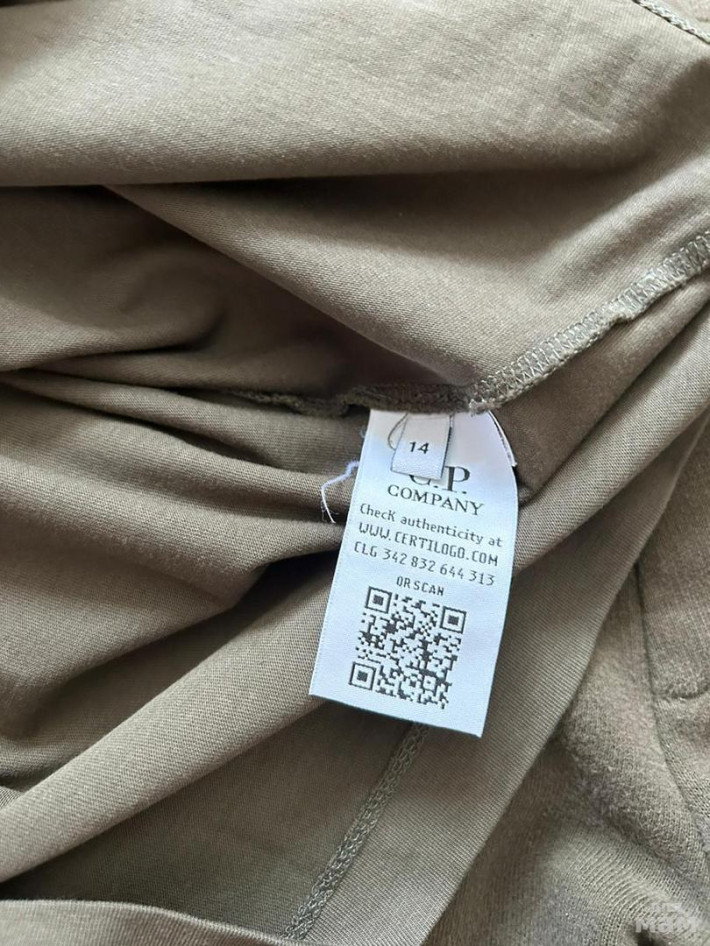 14
C.P.
COMPANY
Check authenticity at
WWW.CERTILOGO.COM
CLG 342 832 644 313
OR SCAN